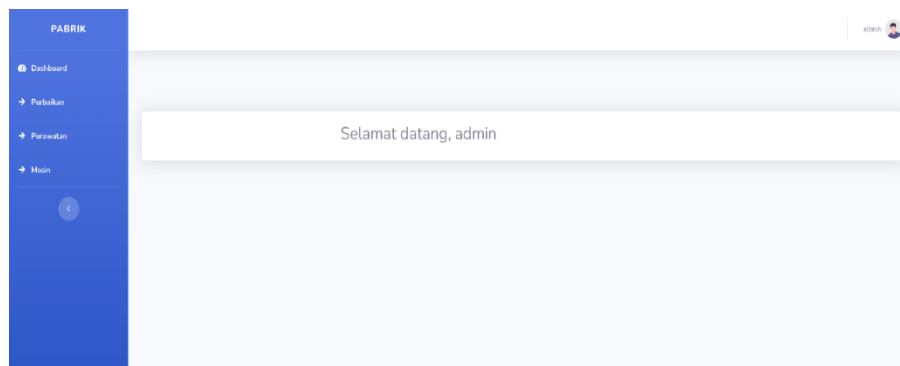 PABRIK
admin
Dashboard
Perbaikan
Perawatan
Mesin
Selamat datang, admin